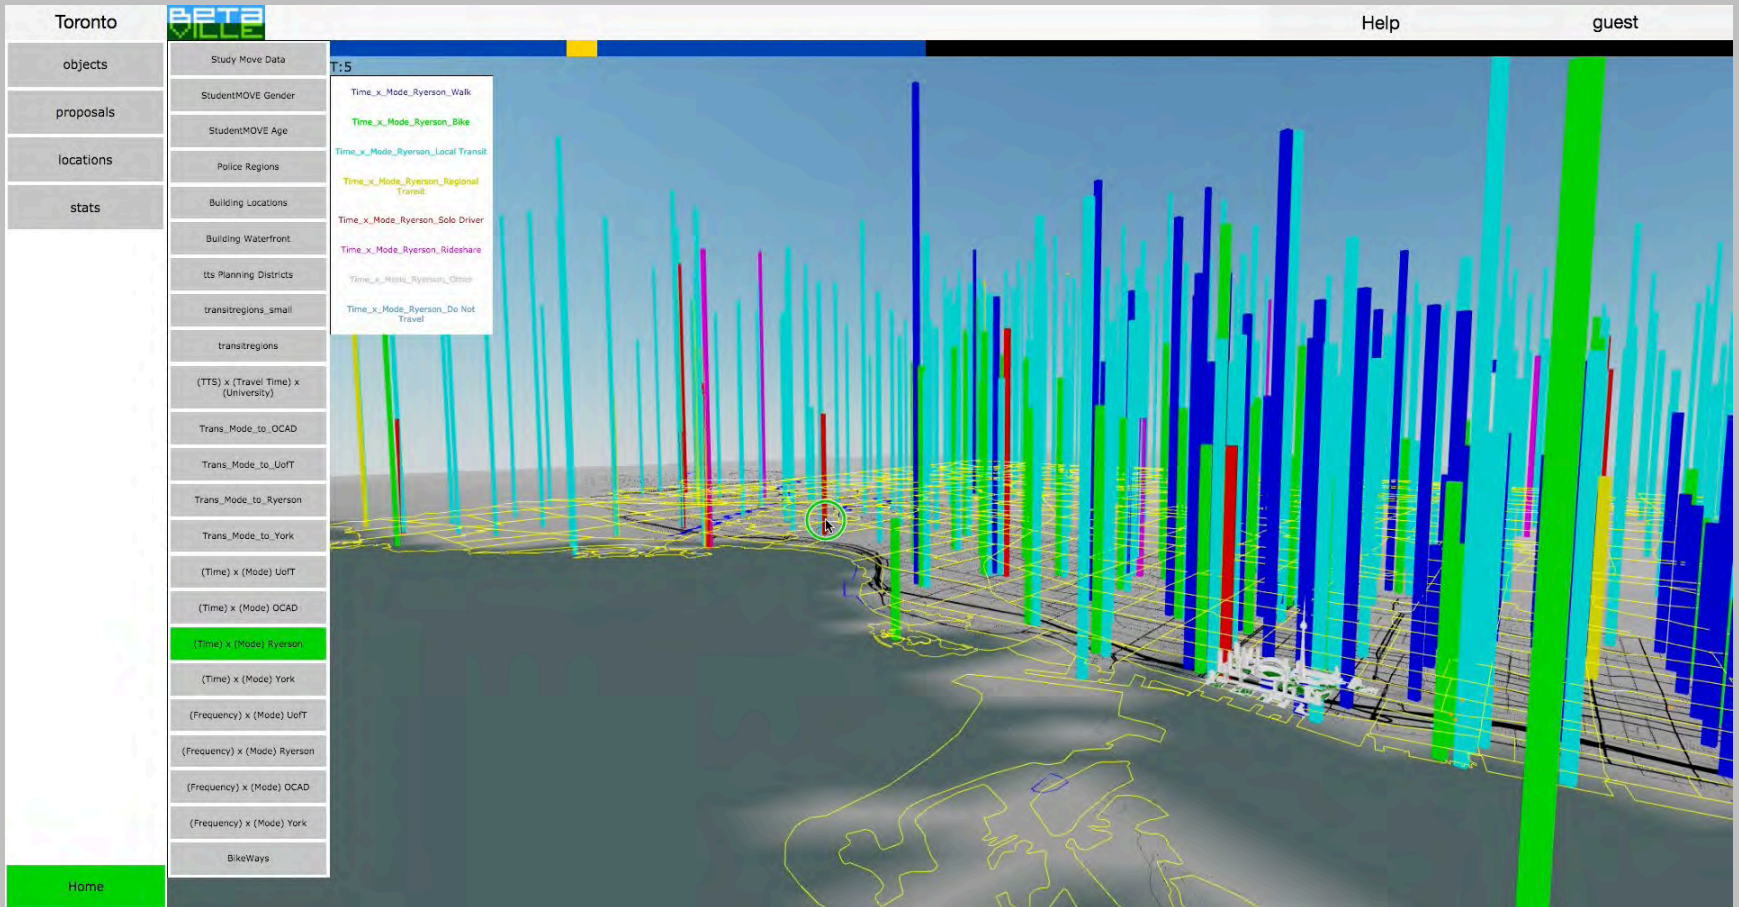 Toronto
BETA
VILLE
Help
guest
objects
proposals
locations
stats
Home
Study Move Data
StudentMOVE Gender
StudentMOVE Age
Police Regions
Building Locations
Building Waterfront
tts Planning Districts
transitregions_small
transitregions
(TTS) x (Travel Time) x
(University)
Trans_Mode_to_OCAD
Trans_Mode_to_UofT
Trans_Mode_to_Ryerson
Trans_Mode_to_York
(Time) x (Mode) UofT
(Time) x (Mode) OCAD
(Time) x (Mode) Ryerson
(Time) x (Mode) York
(Frequency) x (Mode) UofT
(Frequency) x (Mode) Ryerson
(Frequency) x (Mode) OCAD
(Frequency) x (Mode) York
BikeWays
T:5
Time_x_Mode_Ryerson_Walk
Time_x_Mode_Ryerson_Bike
Time_x_Mode_Ryerson_Local Transit
Time_x_Mode_Ryerson_Regional
Transit
Time_x_Mode_Ryerson_Solo Driver
Time_x_Mode_Ryerson_Rideshare
Time_x_Mode_Ryerson_Other
Time_x_Mode_Ryerson_Do Not
Travel